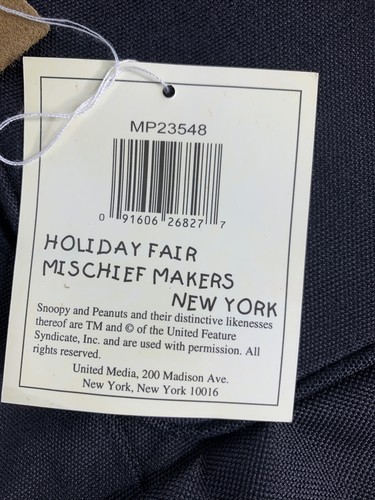 MP23548
0 91606 26827 7
HOLIDAY FAIR
MISCHIEF MAKERS
NEW YORK
Snoopy and Peanuts and their distinctive likenesses
thereof are TM and © of the United Feature
Syndicate, Inc. and are used with permission. All
rights reserved.
United Media, 200 Madison Ave.
New York, New York 10016